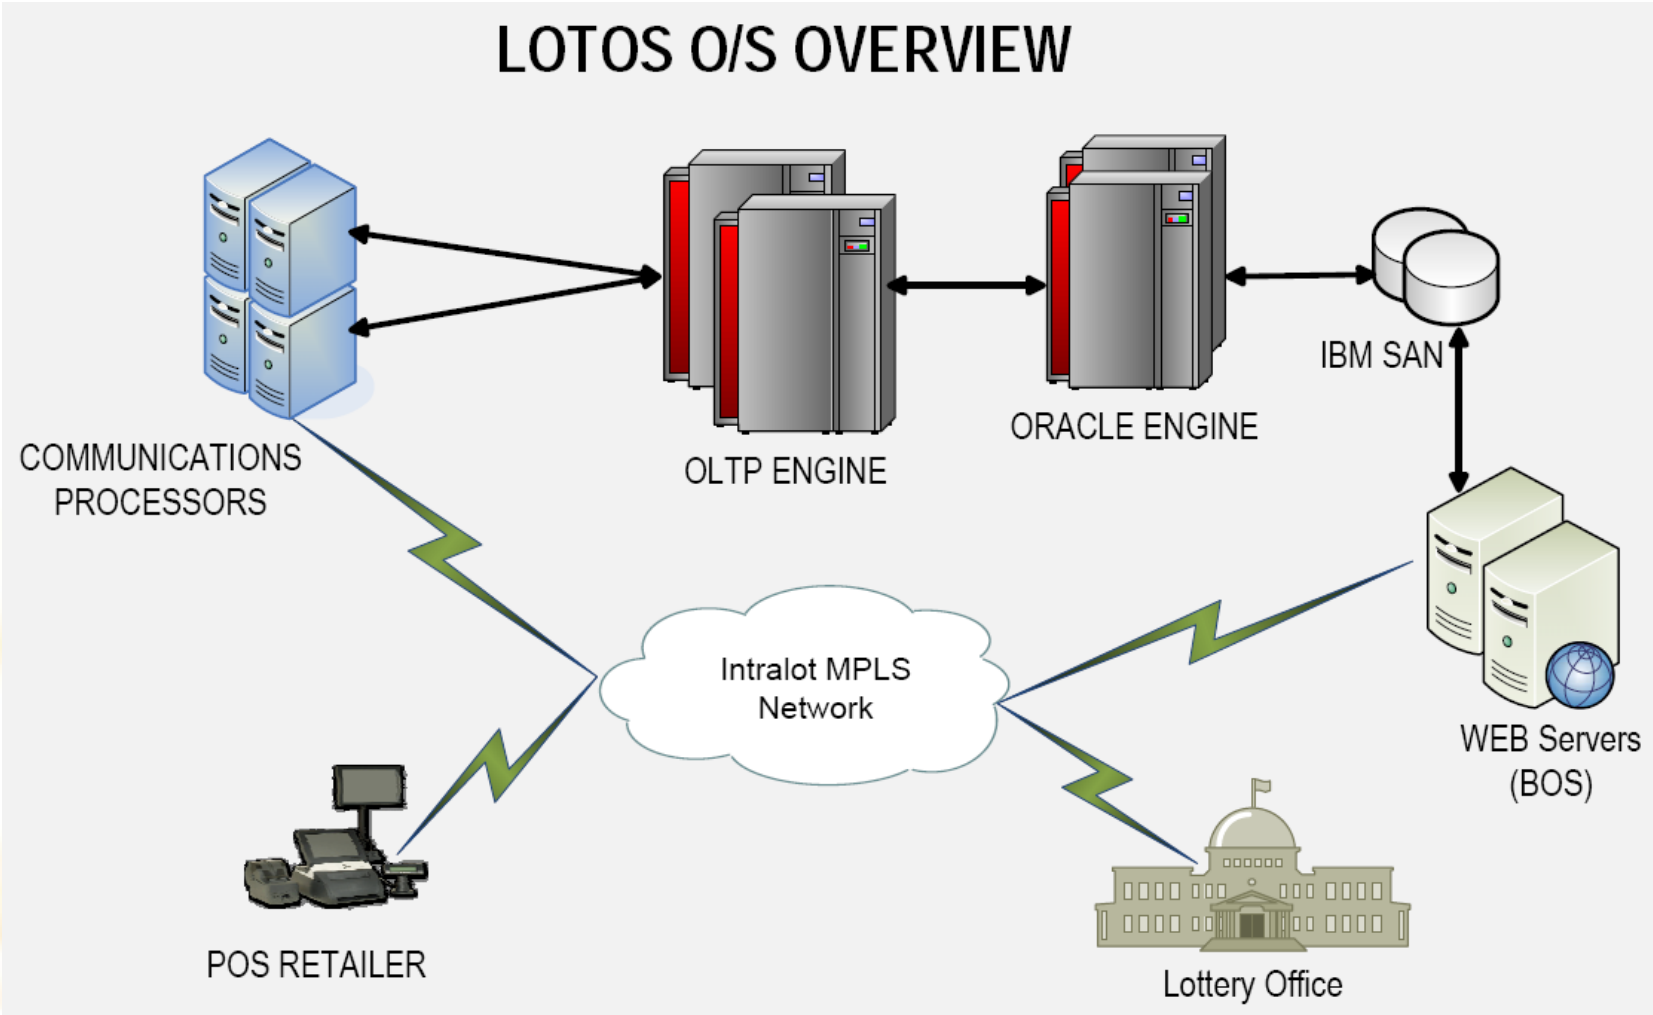 LOTOS O/S OVERVIEW
IBM SAN
ORACLE ENGINE
COMMUNICATIONS
PROCESSORS
OLTP ENGINE
Intralot MPLS
Network
WEB Servers
(BOS)
POS RETAILER
Lottery Office